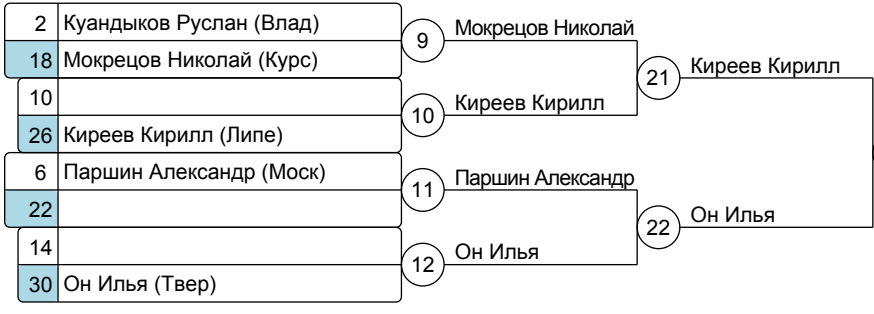 2 Куандыков Руслан (Влад)
18 Мокрецов Николай (Курс)
9 Мокрецов Николай
10
26 Киреев Кирилл (Липе)
10 Киреев Кирилл
21 Киреев Кирилл
6 Паршин Александр (Моск)
22
11 Паршин Александр
14
30 Он Илья (Твер)
12 Он Илья
22 Он Илья